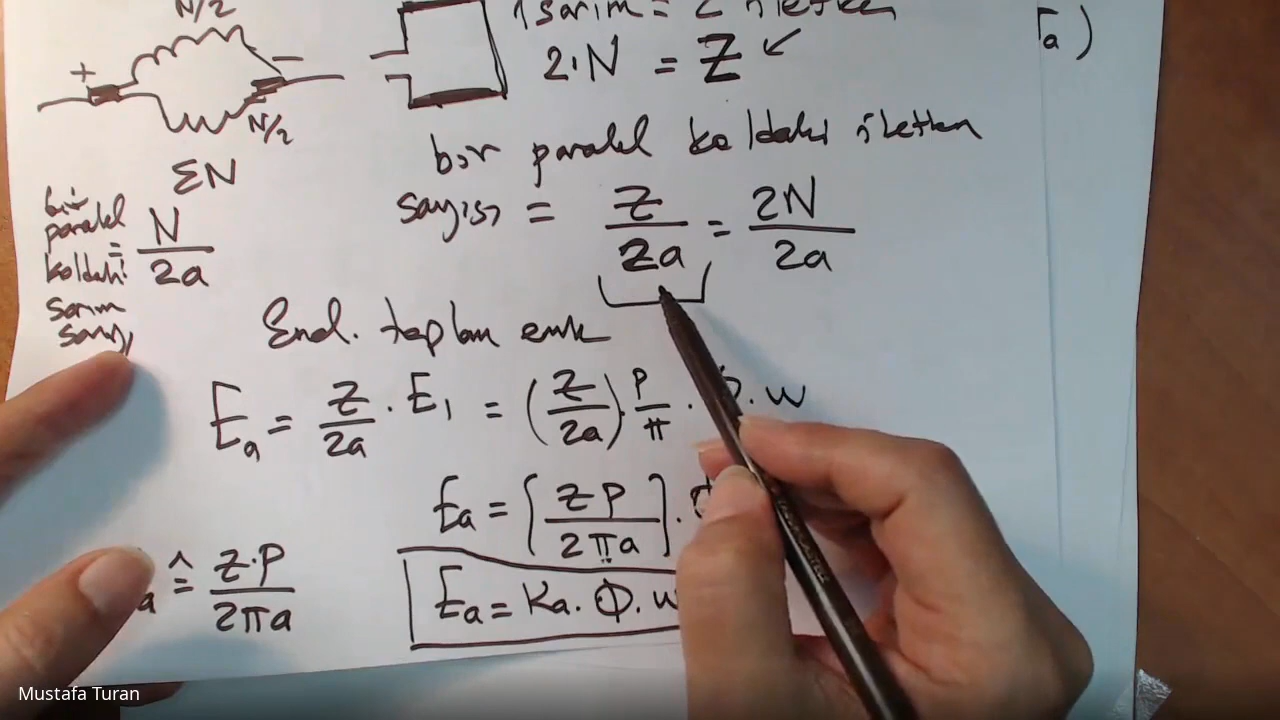 N/2
1 sarım = 2 iletken
2.N = Z
a)
+
−
N/2
ΣN
bir paralel koldaki iletken
sayısı = Z/2a = 2N/2a
bir
paralel
koldaki
sarım
sayısı
= N/2a
End. toplam emk
Ea = Z/2a . E1 = (Z/2a) . P/π . Φ . w
Ea = [ZP/2πa] .
a ≙ Z.P/2πa
Ea = Ka . Φ . w
Mustafa Turan